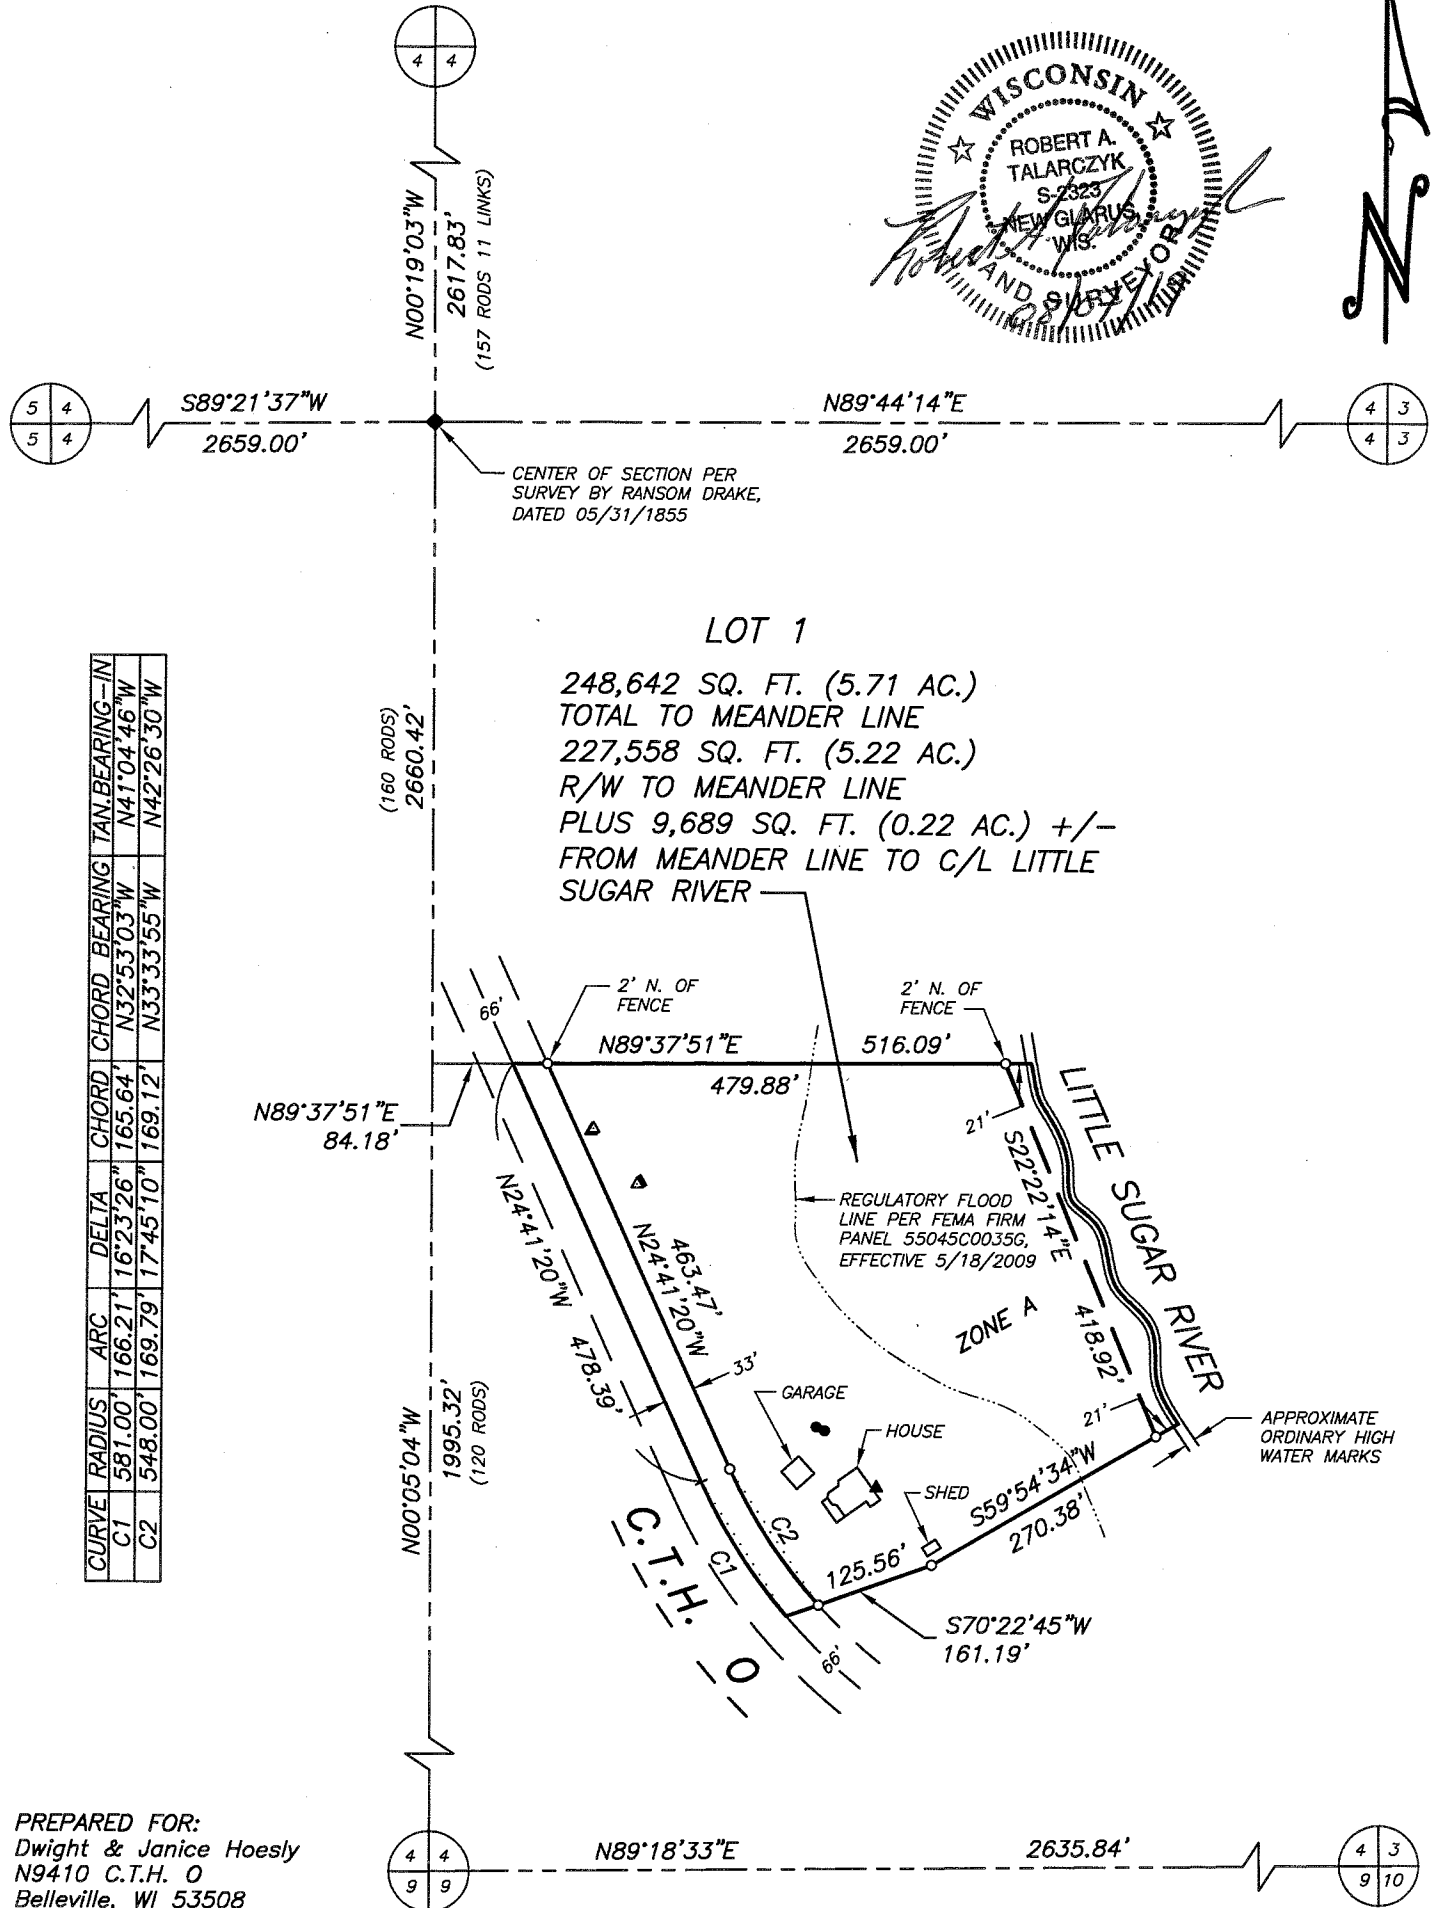 4 4
WISCONSIN
ROBERT A.
TALARCZYK
S-2323
NEW GLARUS,
WIS.
AND SURVEYOR
N
N00°19'03"W
2617.83'
(157 RODS 11 LINKS)
5 4
5 4
S89°21'37"W
2659.00'
N89°44'14"E
2659.00'
4 3
4 3
CENTER OF SECTION PER
SURVEY BY RANSOM DRAKE,
DATED 05/31/1855
LOT 1
248,642 SQ. FT. (5.71 AC.)
TOTAL TO MEANDER LINE
227,558 SQ. FT. (5.22 AC.)
R/W TO MEANDER LINE
PLUS 9,689 SQ. FT. (0.22 AC.) +/-
FROM MEANDER LINE TO C/L LITTLE
SUGAR RIVER
(160 RODS)
2660.42'
CURVE RADIUS ARC DELTA CHORD CHORD BEARING TAN.BEARING-IN
C1 581.00' 166.21' 16°23'26" 165.64' N32°53'03"W N41°04'46"W
C2 548.00' 169.79' 17°45'10" 169.12' N33°33'55"W N42°26'30"W
66'
2' N. OF
FENCE
2' N. OF
FENCE
N89°37'51"E
516.09'
479.88'
N89°37'51"E
84.18'
21'
LITTLE SUGAR RIVER
S22°22'14"E
418.92'
REGULATORY FLOOD
LINE PER FEMA FIRM
PANEL 55045C0035G,
EFFECTIVE 5/18/2009
N24°41'20"W
478.39'
463.47'
N24°41'20"W
ZONE A
33'
GARAGE
HOUSE
SHED
21'
APPROXIMATE
ORDINARY HIGH
WATER MARKS
S59°54'34"W
270.38'
N00°05'04"W
1995.32'
(120 RODS)
C.T.H. O
C1
C2
125.56'
S70°22'45"W
161.19'
66'
PREPARED FOR:
Dwight & Janice Hoesly
N9410 C.T.H. O
Belleville, WI 53508
4 4
9 9
N89°18'33"E
2635.84'
4 3
9 10